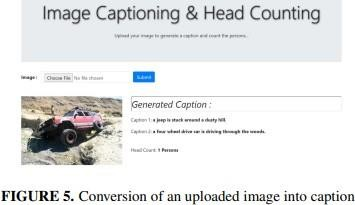 Image Captioning & Head Counting
Upload your image to generate a caption and count the persons...
Image : Choose File No file chosen Submit
Generated Caption :
Caption 1: a jeep is stuck around a dusty hill.
Caption 2: a four wheel drive car is driving through the woods.
Head Count: 1 Persons
FIGURE 5. Conversion of an uploaded image into caption